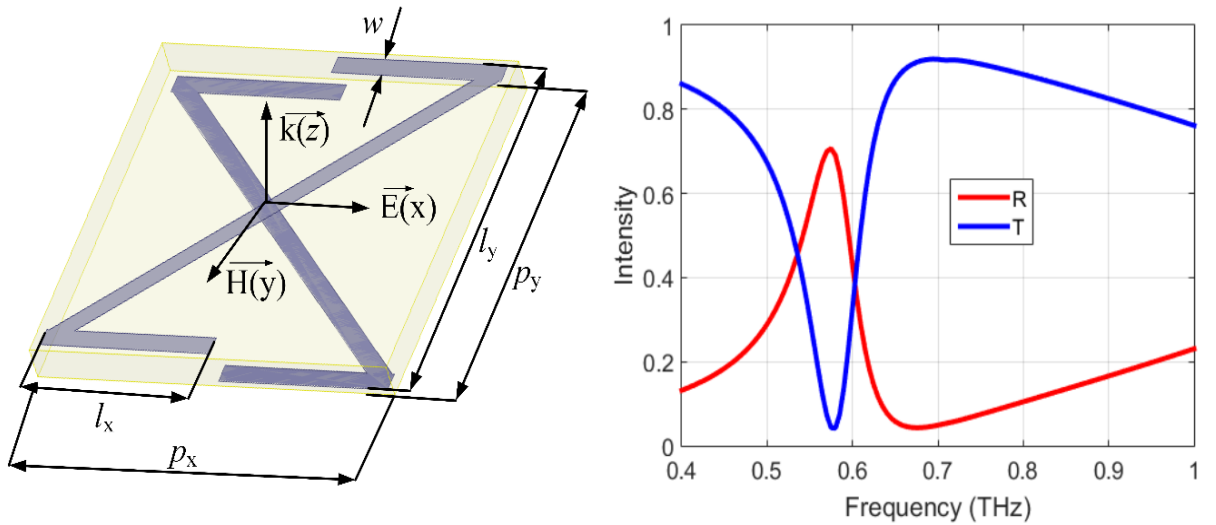 w
k(z)
E(x)
H(y)
l_y
p_y
l_x
p_x
1
0.8
0.6
0.4
0.2
0
Intensity
R
T
0.4 0.5 0.6 0.7 0.8 0.9 1
Frequency (THz)